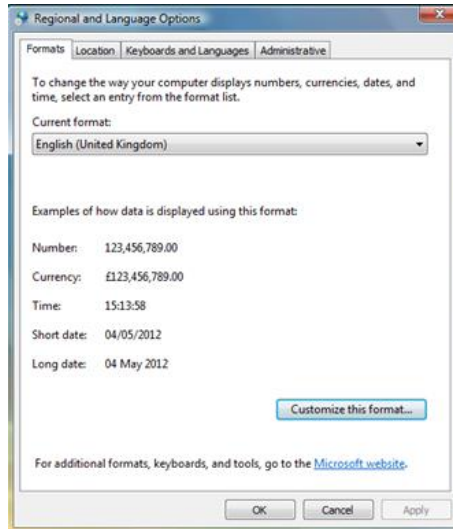 Regional and Language Options
Formats Location Keyboards and Languages Administrative
To change the way your computer displays numbers, currencies, dates, and
time, select an entry from the format list.
Current format:
English (United Kingdom)
Examples of how data is displayed using this format:
Number: 123,456,789.00
Currency: £123,456,789.00
Time: 15:13:58
Short date: 04/05/2012
Long date: 04 May 2012
Customize this format...
For additional formats, keyboards, and tools, go to the Microsoft website.
OK Cancel Apply